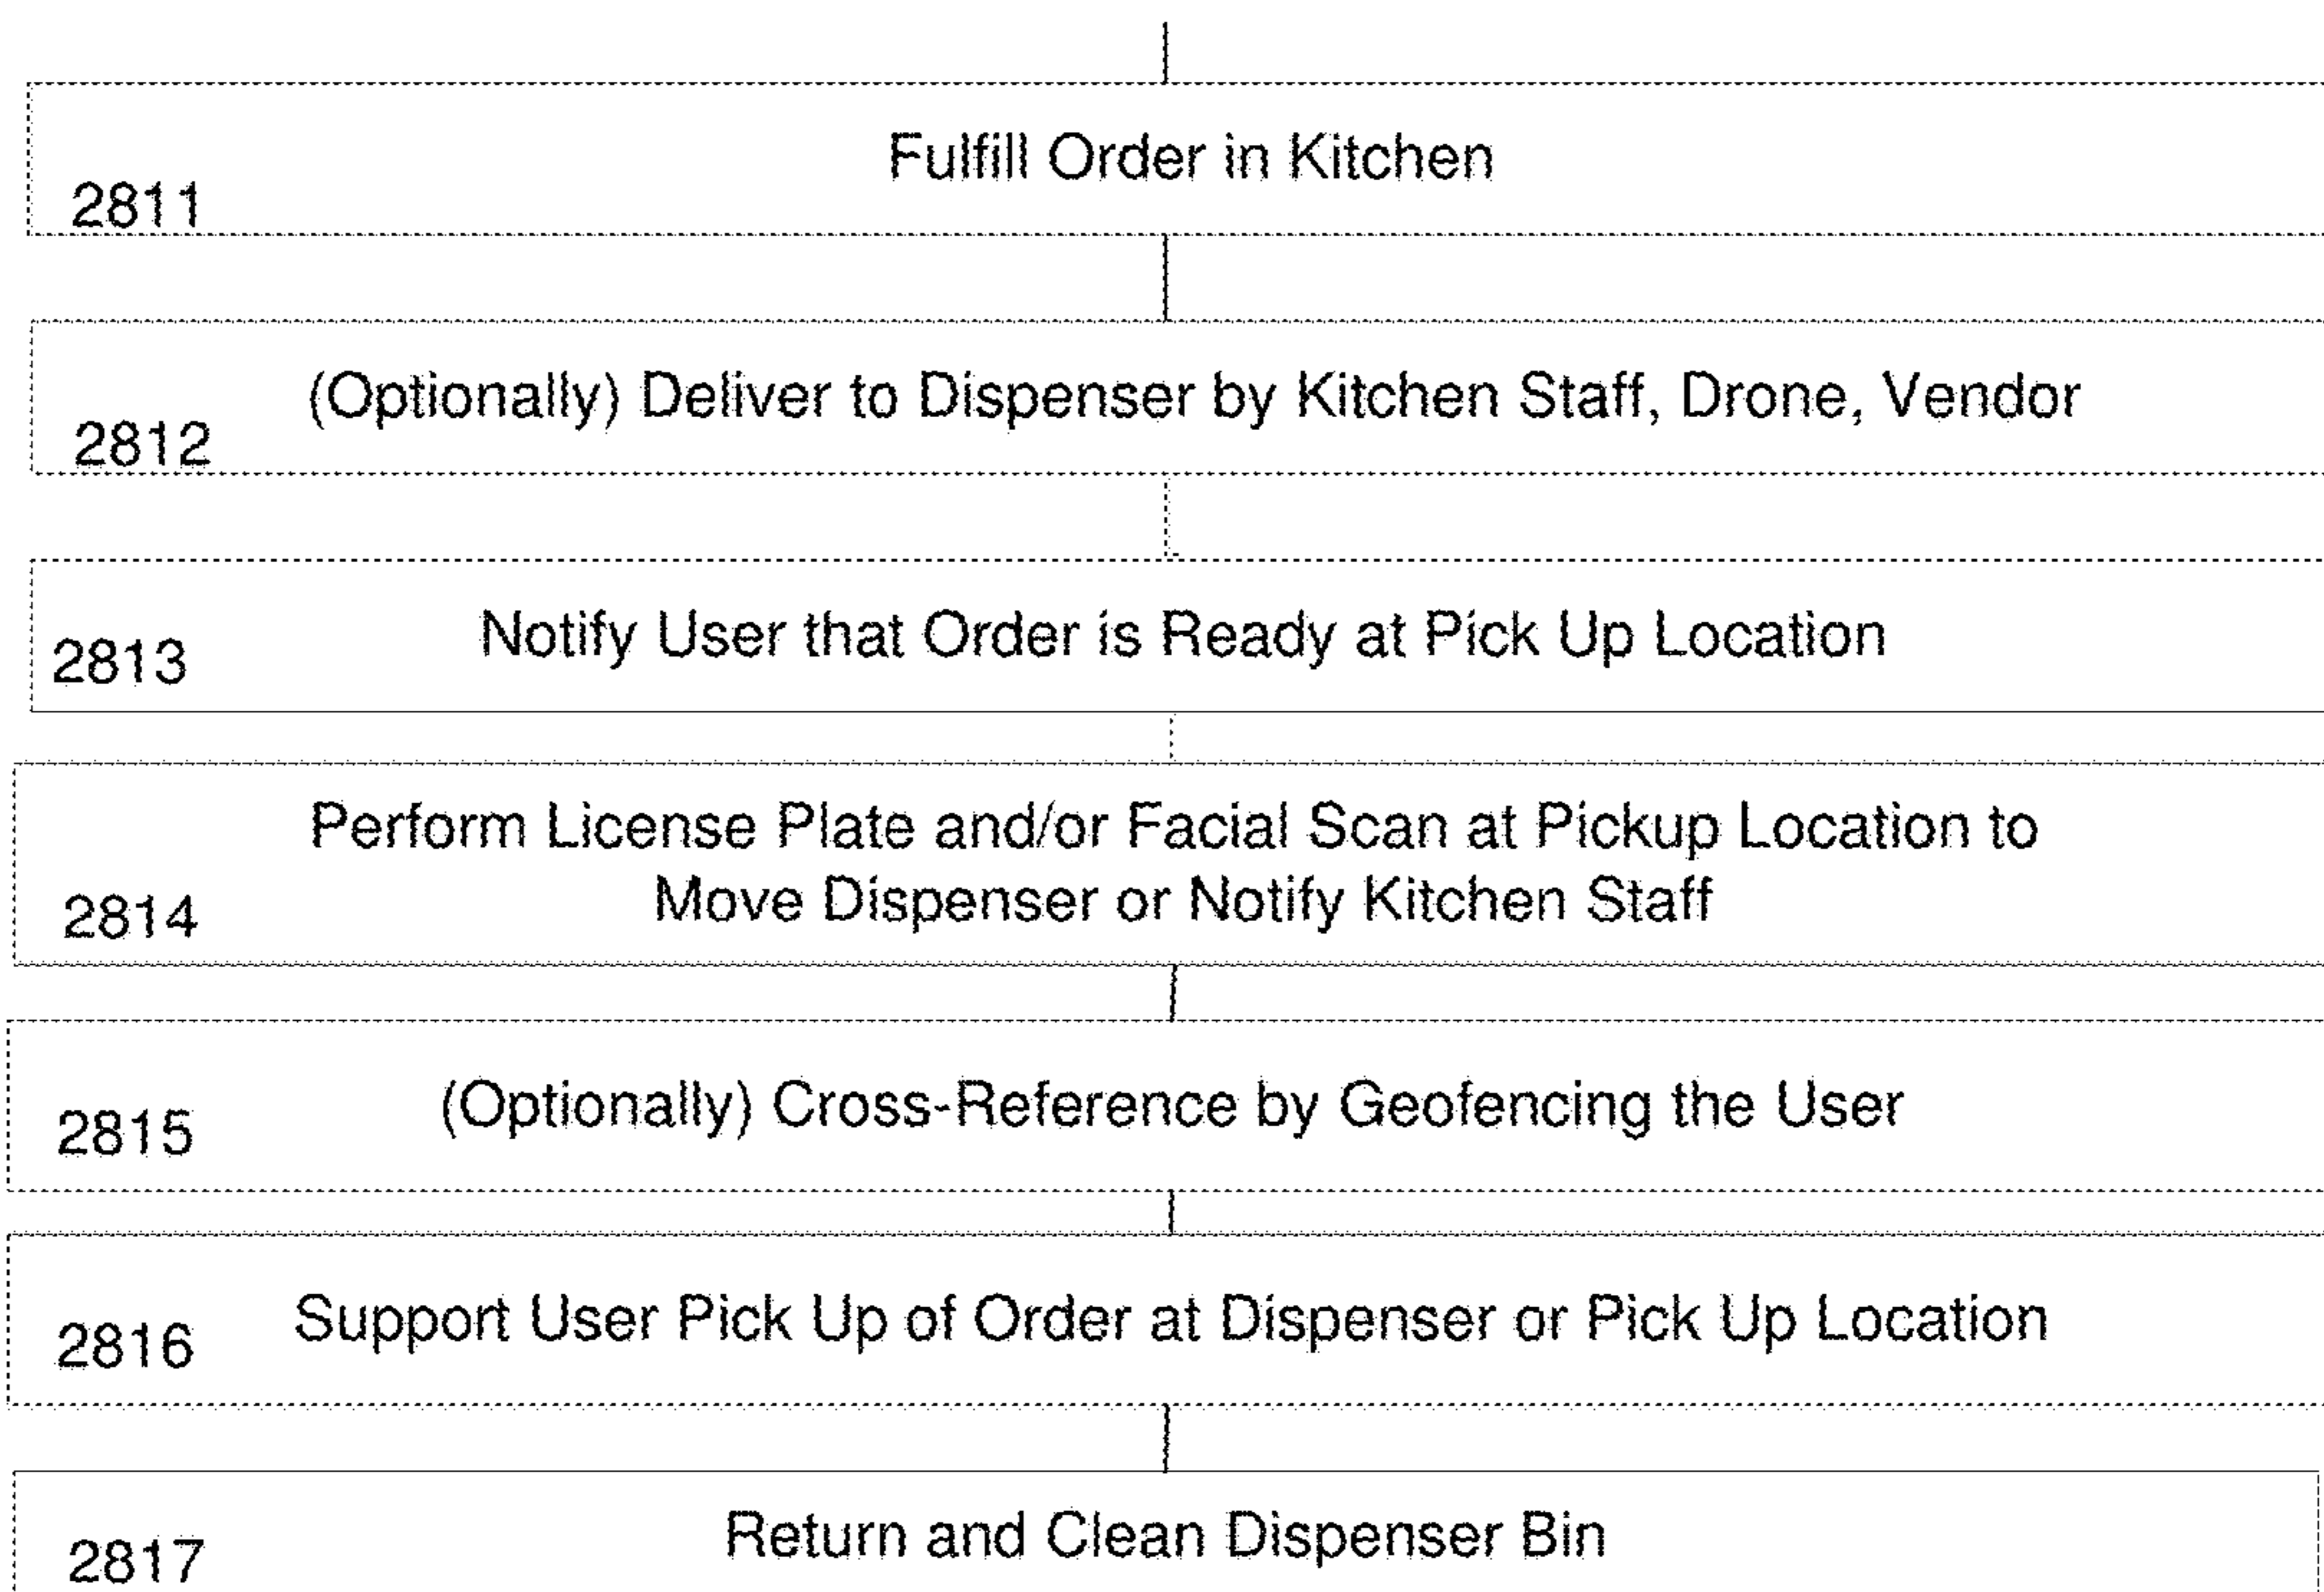 Fulfill Order in Kitchen
2811
(Optionally) Deliver to Dispenser by Kitchen Staff, Drone, Vendor
2812
Notify User that Order is Ready at Pick Up Location
2813
Perform License Plate and/or Facial Scan at Pickup Location to
Move Dispenser or Notify Kitchen Staff
2814
(Optionally) Cross-Reference by Geofencing the User
2815
Support User Pick Up of Order at Dispenser or Pick Up Location
2816
Return and Clean Dispenser Bin
2817